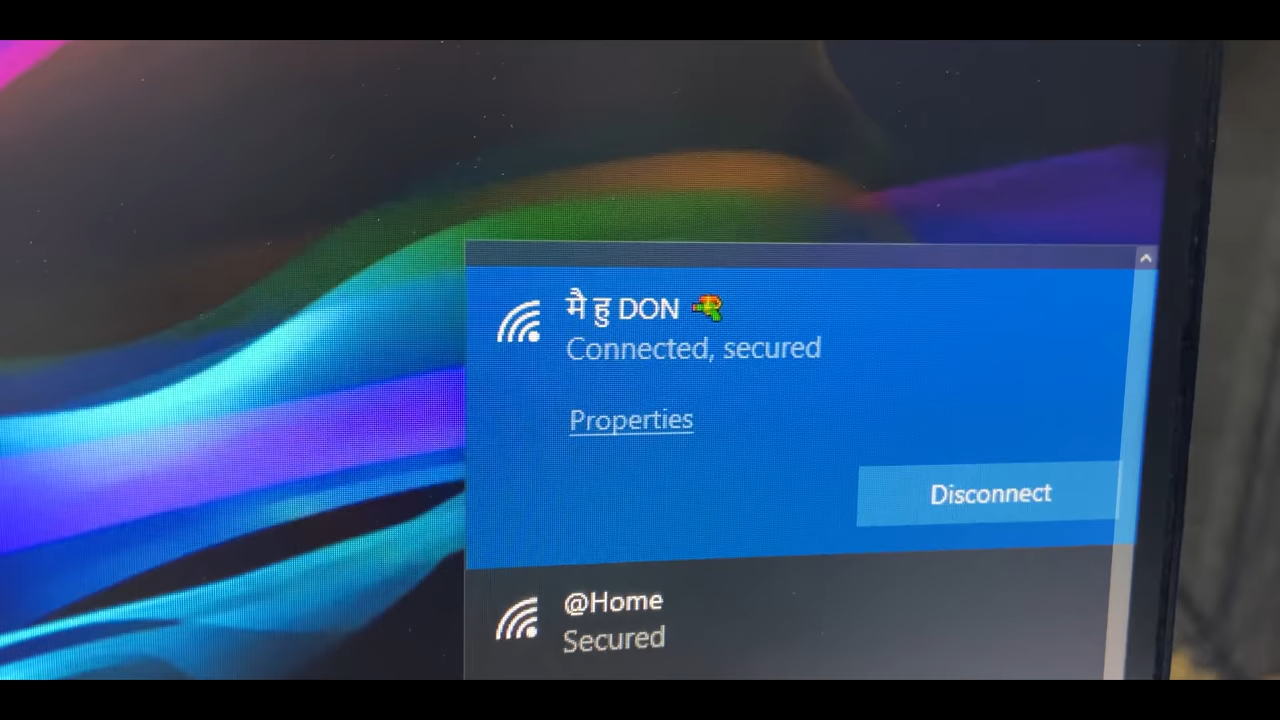 मै हु DON 🔫
Connected, secured
Properties
Disconnect
@Home
Secured